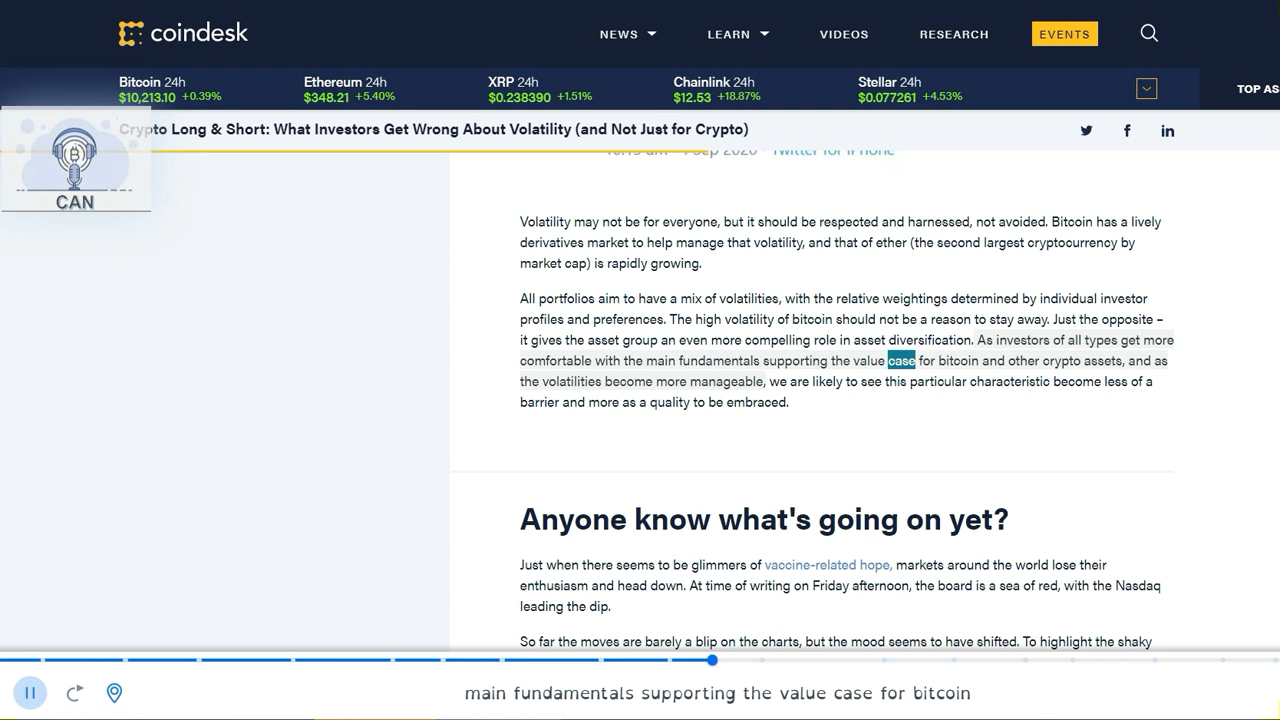 coindesk
NEWS LEARN VIDEOS RESEARCH EVENTS
Bitcoin 24h Ethereum 24h XRP 24h Chainlink 24h Stellar 24h
$10,213.10 +0.39% $348.21 +5.40% $0.238390 +1.51% $12.53 +18.87% $0.077261 +4.53%
TOP AS
Crypto Long & Short: What Investors Get Wrong About Volatility (and Not Just for Crypto)
CAN
Twitter for iPhone
Volatility may not be for everyone, but it should be respected and harnessed, not avoided. Bitcoin has a lively
derivatives market to help manage that volatility, and that of ether (the second largest cryptocurrency by
market cap) is rapidly growing.
All portfolios aim to have a mix of volatilities, with the relative weightings determined by individual investor
profiles and preferences. The high volatility of bitcoin should not be a reason to stay away. Just the opposite –
it gives the asset group an even more compelling role in asset diversification. As investors of all types get more
comfortable with the main fundamentals supporting the value case for bitcoin and other crypto assets, and as
the volatilities become more manageable, we are likely to see this particular characteristic become less of a
barrier and more as a quality to be embraced.
Anyone know what's going on yet?
Just when there seems to be glimmers of vaccine-related hope, markets around the world lose their
enthusiasm and head down. At time of writing on Friday afternoon, the board is a sea of red, with the Nasdaq
leading the dip.
So far the moves are barely a blip on the charts, but the mood seems to have shifted. To highlight the shaky
main fundamentals supporting the value case for bitcoin